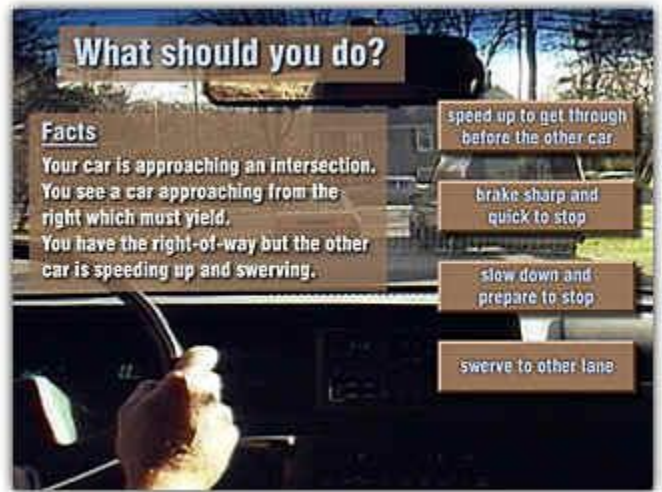 What should you do?
Facts
Your car is approaching an intersection.
You see a car approaching from the
right which must yield.
You have the right-of-way but the other
car is speeding up and swerving.
speed up to get through
before the other car
brake sharp and
quick to stop
slow down and
prepare to stop
swerve to other lane